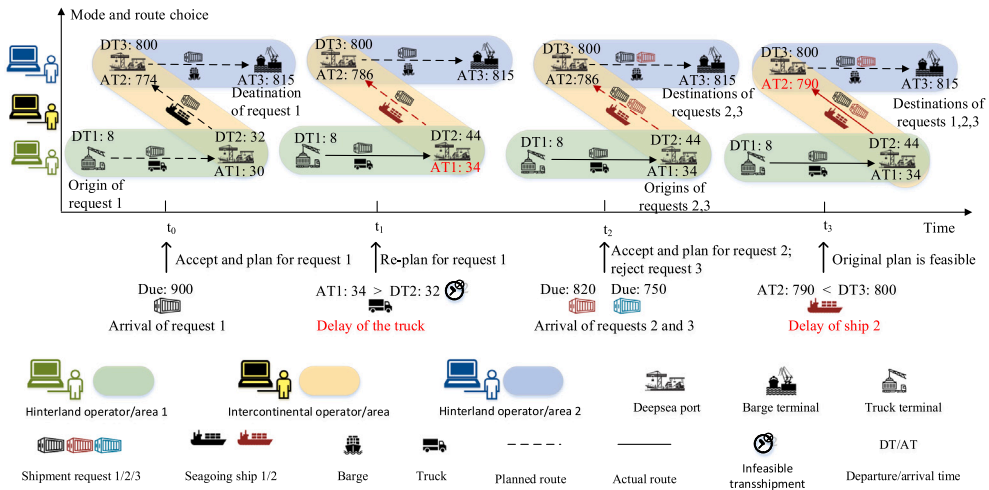 Mode and route choice
DT3: 800
AT2: 774
AT3: 815
Deatination
of request 1
DT1: 8
DT2: 32
AT1: 30
Origin of
request 1
DT3: 800
AT2: 786
AT3: 815
DT1: 8
DT2: 44
AT1: 34
DT3: 800
AT2:786
AT3: 815
Destinations of
requests 2,3
DT1: 8
DT2: 44
AT1: 34
Origins of
requests 2,3
DT3: 800
AT2: 790
AT3: 815
Destinations of
requests 1,2,3
DT1: 8
DT2: 44
AT1: 34
t0
t1
t2
t3
Time
Accept and plan for request 1
Due: 900
Arrival of request 1
Re-plan for request 1
AT1: 34 > DT2: 32
Delay of the truck
Accept and plan for request 2;
reject request 3
Due: 820 Due: 750
Arrival of requests 2 and 3
Original plan is feasible
AT2: 790 < DT3: 800
Delay of ship 2
Hinterland operator/area 1
Intercontinental operator/area
Hinterland operator/area 2
Deepsea port
Barge terminal
Truck terminal
DT/AT
Shipment request 1/2/3
Seagoing ship 1/2
Barge
Truck
Planned route
Actual route
Infeasible
transshipment
Departure/arrival time